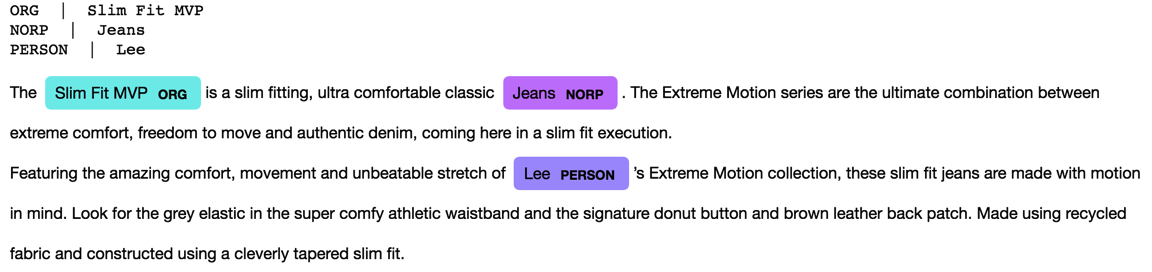 ORG | Slim Fit MVP
NORP | Jeans
PERSON | Lee
The Slim Fit MVP ORG is a slim fitting, ultra comfortable classic Jeans NORP . The Extreme Motion series are the ultimate combination between
extreme comfort, freedom to move and authentic denim, coming here in a slim fit execution.
Featuring the amazing comfort, movement and unbeatable stretch of Lee PERSON 's Extreme Motion collection, these slim fit jeans are made with motion
in mind. Look for the grey elastic in the super comfy athletic waistband and the signature donut button and brown leather back patch. Made using recycled
fabric and constructed using a cleverly tapered slim fit.